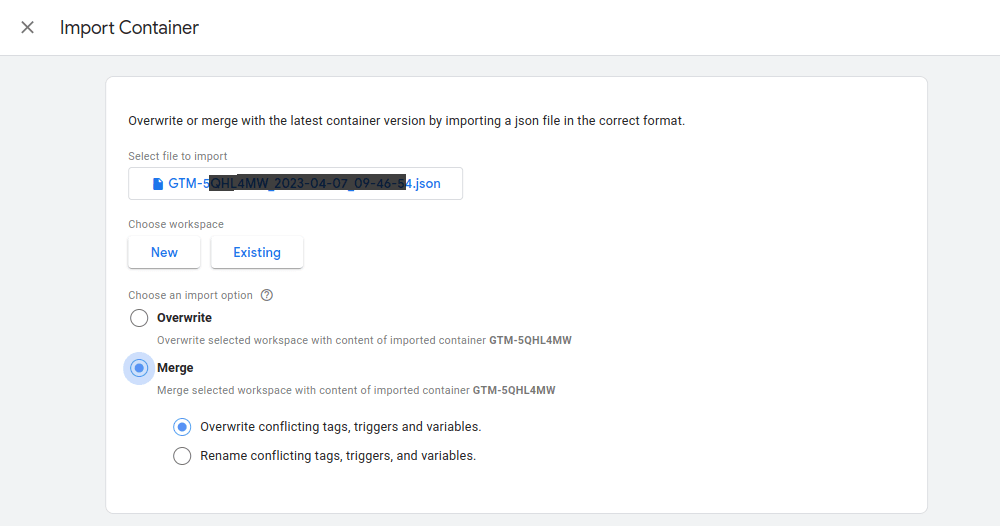 Import Container
Overwrite or merge with the latest container version by importing a json file in the correct format.
Select file to import
GTM-5QHL4MW_2023-04-07_09-46-54.json
Choose workspace
New Existing
Choose an import option
Overwrite
Overwrite selected workspace with content of imported container GTM-5QHL4MW
Merge
Merge selected workspace with content of imported container GTM-5QHL4MW
Overwrite conflicting tags, triggers and variables.
Rename conflicting tags, triggers, and variables.